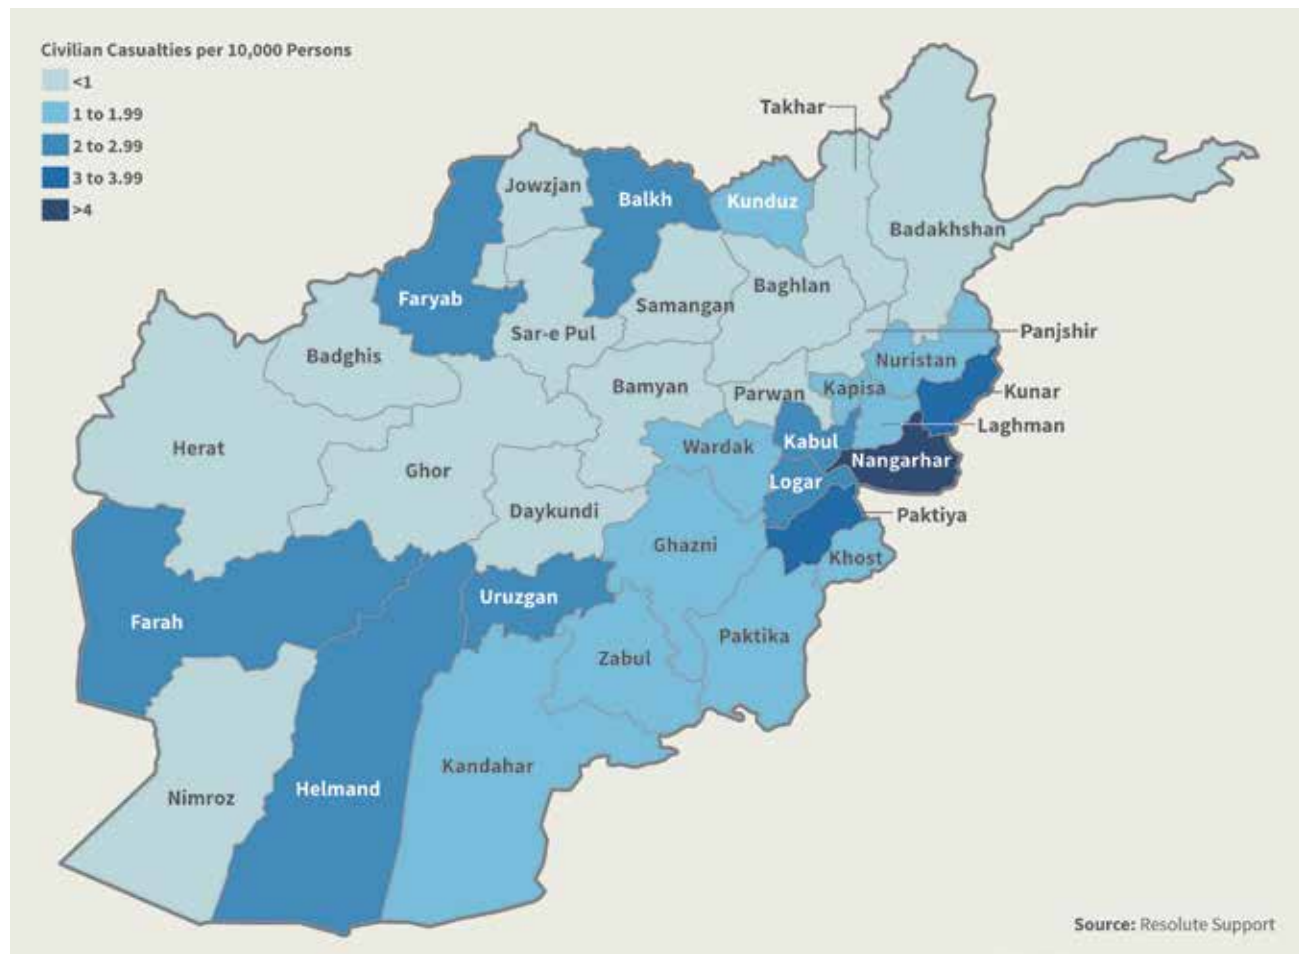 Civilian Casualties per 10,000 Persons
<1
1 to 1.99
2 to 2.99
3 to 3.99
>4
Takhar
Jowzjan
Balkh
Kunduz
Badakhshan
Faryab
Baghlan
Samangan
Sar-e Pul
Panjshir
Badghis
Nuristan
Bamyan
Parwan
Kapisa
Kunar
Laghman
Herat
Wardak
Kabul
Ghor
Nangarhar
Logar
Daykundi
Paktiya
Ghazni
Khost
Uruzgan
Farah
Paktika
Zabul
Kandahar
Helmand
Nimroz
Source: Resolute Support